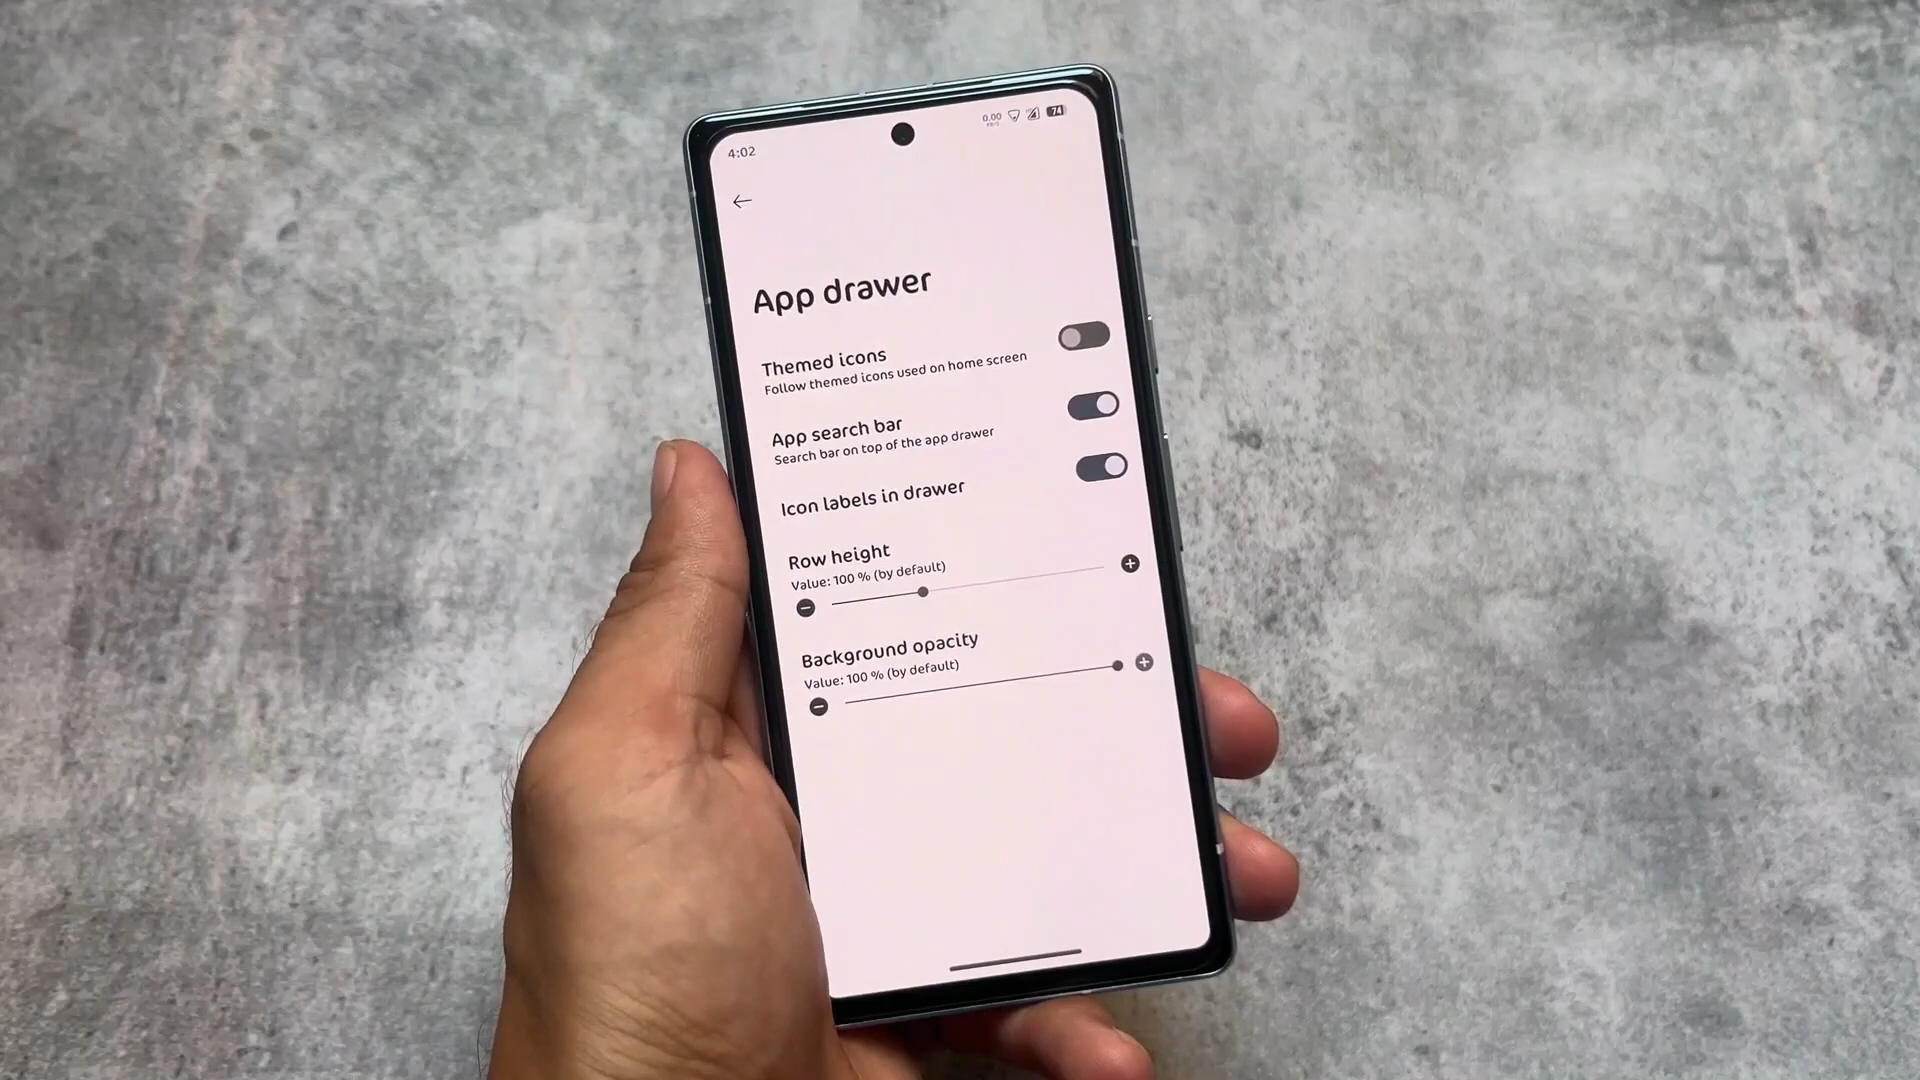 4:02
0.00
KB/S
74
App drawer
Themed icons
Follow themed icons used on home screen
App search bar
Search bar on top of the app drawer
Icon labels in drawer
Row height
Value: 100 % (by default)
Background opacity
Value: 100 % (by default)